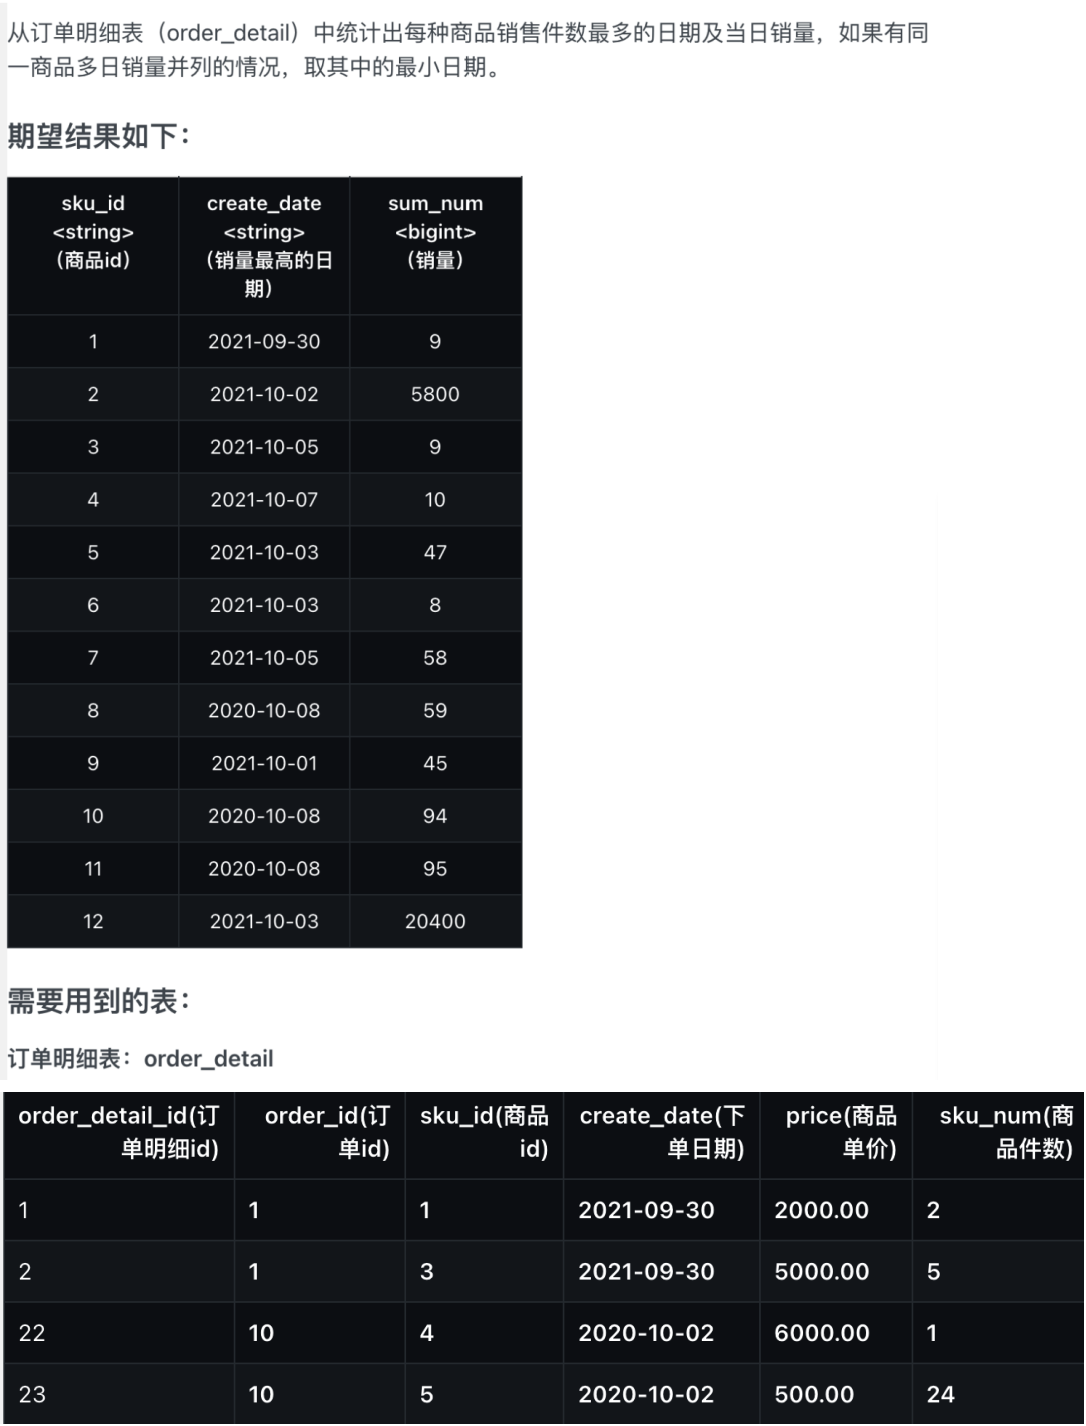 从订单明细表（order_detail）中统计出每种商品销售件数最多的日期及当日销量，如果有同
一商品多日销量并列的情况，取其中的最小日期。
期望结果如下：
sku_id create_date sum_num
<string> <string> <bigint>
（商品id） （销量最高的日 （销量）
期）
1 2021-09-30 9
2 2021-10-02 5800
3 2021-10-05 9
4 2021-10-07 10
5 2021-10-03 47
6 2021-10-03 8
7 2021-10-05 58
8 2020-10-08 59
9 2021-10-01 45
10 2020-10-08 94
11 2020-10-08 95
12 2021-10-03 20400
需要用到的表：
订单明细表：order_detail
order_detail_id(订 order_id(订 sku_id(商品 create_date(下 price(商品 sku_num(商
单明细id) 单id) id) 单日期) 单价) 品件数)
1 1 1 2021-09-30 2000.00 2
2 1 3 2021-09-30 5000.00 5
22 10 4 2020-10-02 6000.00 1
23 10 5 2020-10-02 500.00 24